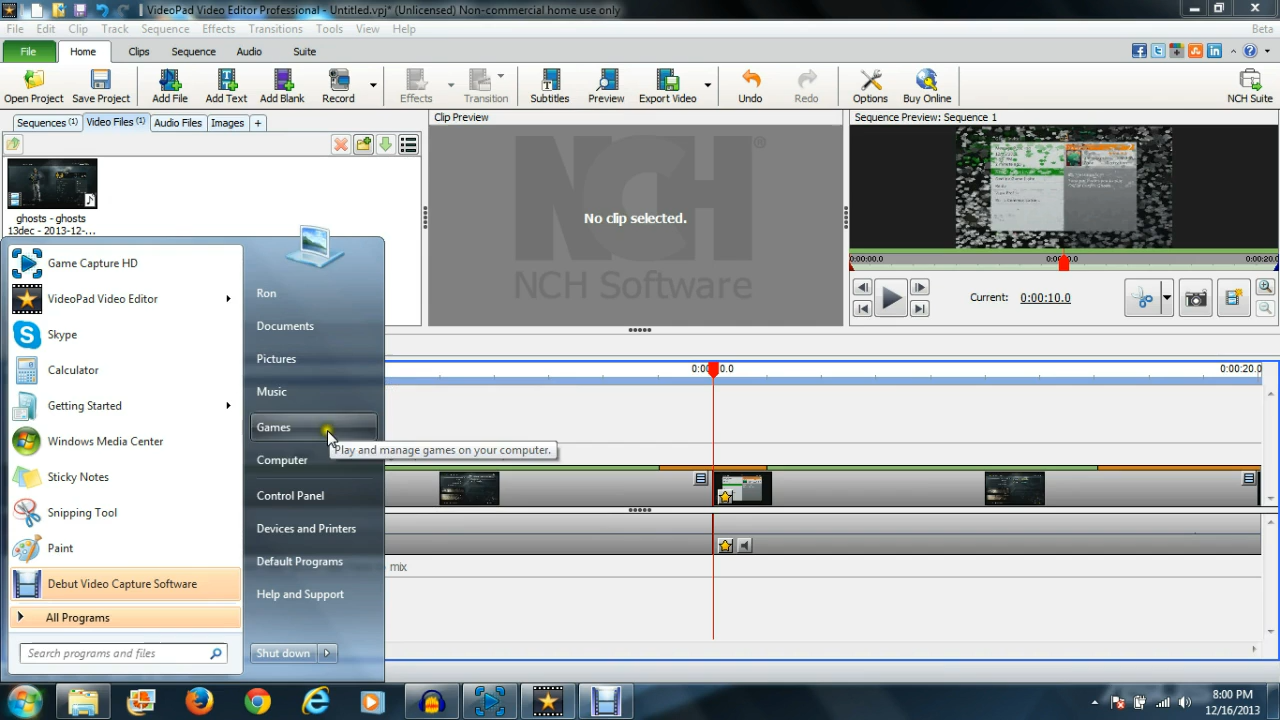 VideoPad Video Editor Professional - Untitled.vpj* (Unlicensed) Non-commercial home use only
File Edit Clip Track Sequence Effects Transitions Tools View Help
Beta
File Home Clips Sequence Audio Suite
Open Project Save Project Add File Add Text Add Blank Record Effects Transition Subtitles Preview Export Video Undo Redo Options Buy Online NCH Suite
Sequences (1) Video Files (1) Audio Files Images +
Clip Preview
Sequence Preview: Sequence 1
ghosts - ghosts
13dec - 2013-12-...
NCH®
No clip selected.
NCH Software
0:00:00.0 0:00:20.
Current: 0:00:10.0
Game Capture HD
VideoPad Video Editor
Skype
Calculator
Getting Started
Windows Media Center
Sticky Notes
Snipping Tool
Paint
Debut Video Capture Software
All Programs
Search programs and files
Ron
Documents
Pictures
Music
Games
Play and manage games on your computer.
Computer
Control Panel
Devices and Printers
Default Programs
Help and Support
Shut down
0:00:20.0
mix
8:00 PM
12/16/2013